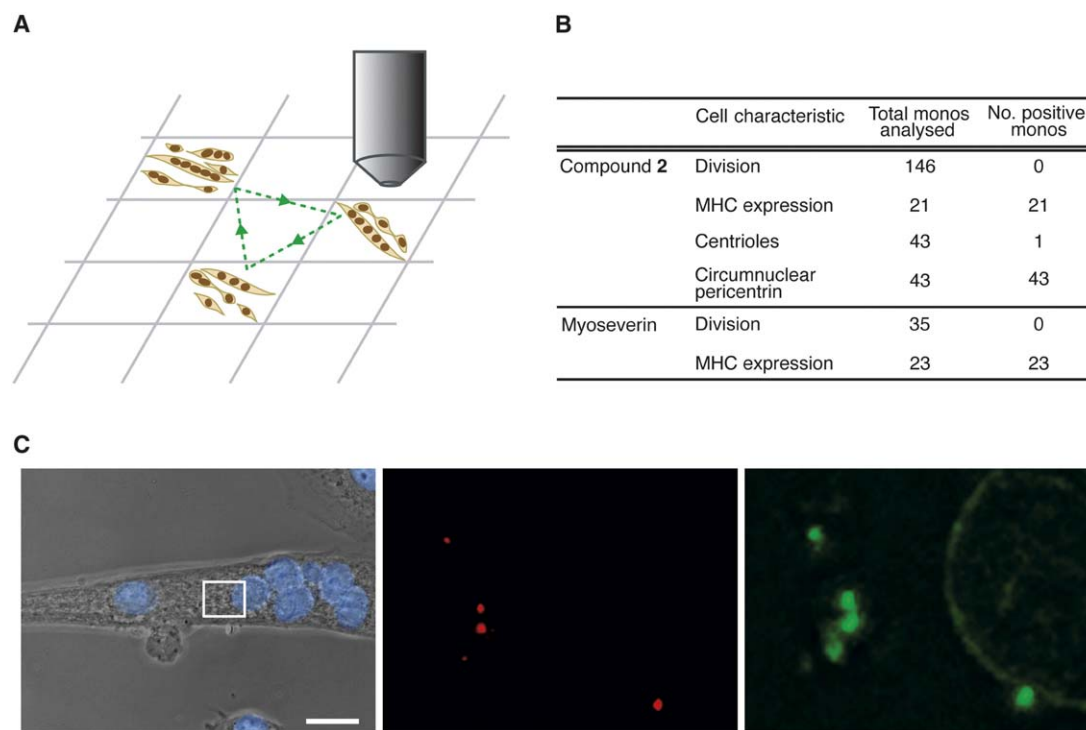 A
B
Cell characteristic Total monos analysed No. positive monos
Compound 2 Division 146 0
MHC expression 21 21
Centrioles 43 1
Circumnuclear pericentrin 43 43
Myoseverin Division 35 0
MHC expression 23 23
C